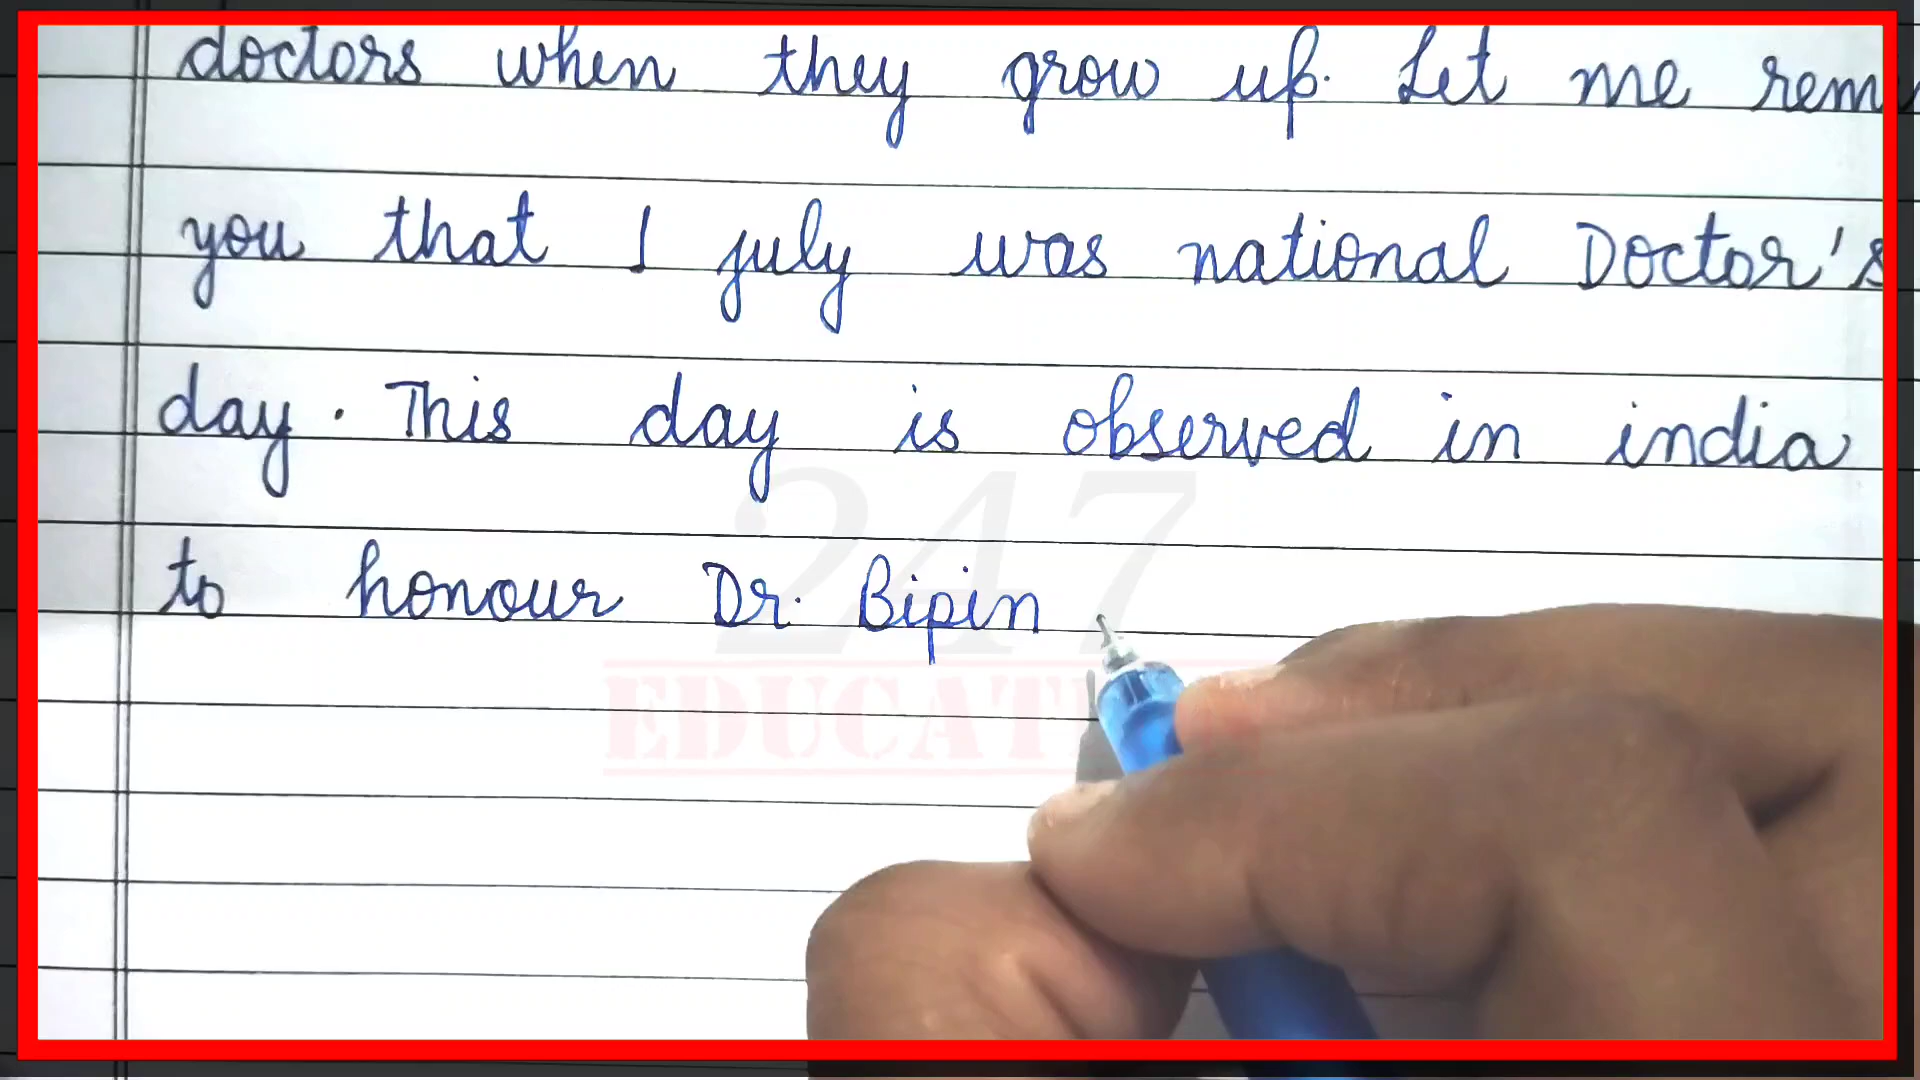 doctors when they grow up. Let me
you that 1 july was national Doctor's
day. This day is observed in india
to honour Dr. Bipin
247